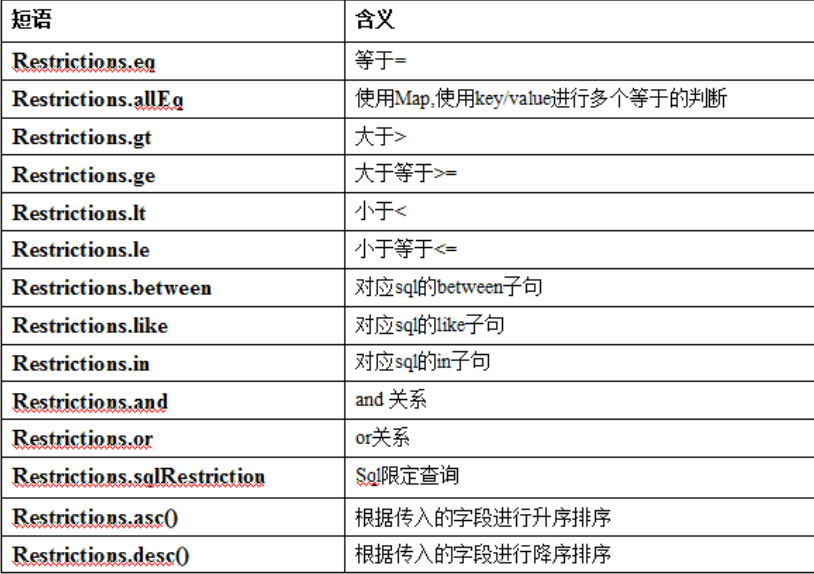 短语 含义
Restrictions.eq 等于=
Restrictions.allEq 使用Map,使用key/value进行多个等于的判断
Restrictions.gt 大于>
Restrictions.ge 大于等于>=
Restrictions.lt 小于<
Restrictions.le 小于等于<=
Restrictions.between 对应sql的between子句
Restrictions.like 对应sql的like子句
Restrictions.in 对应sql的in子句
Restrictions.and and 关系
Restrictions.or or关系
Restrictions.sqlRestriction Sql限定查询
Restrictions.asc() 根据传入的字段进行升序排序
Restrictions.desc() 根据传入的字段进行降序排序